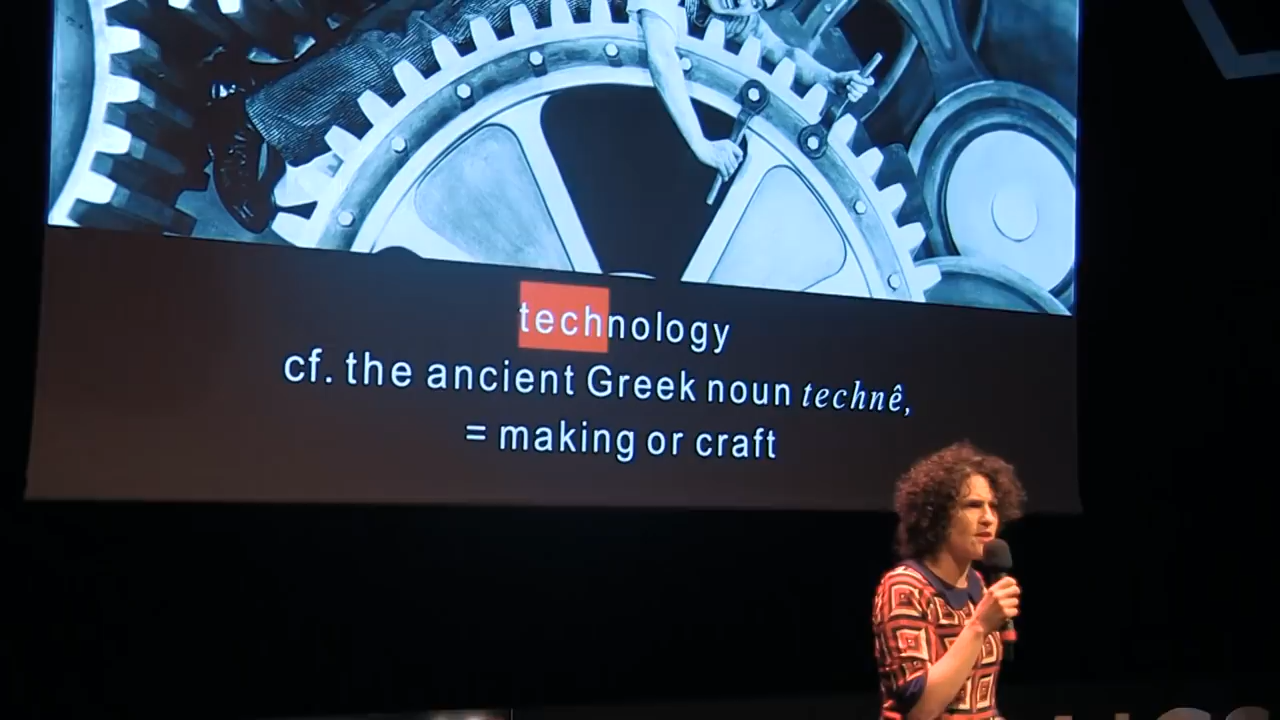 technology
cf. the ancient Greek noun technê,
= making or craft